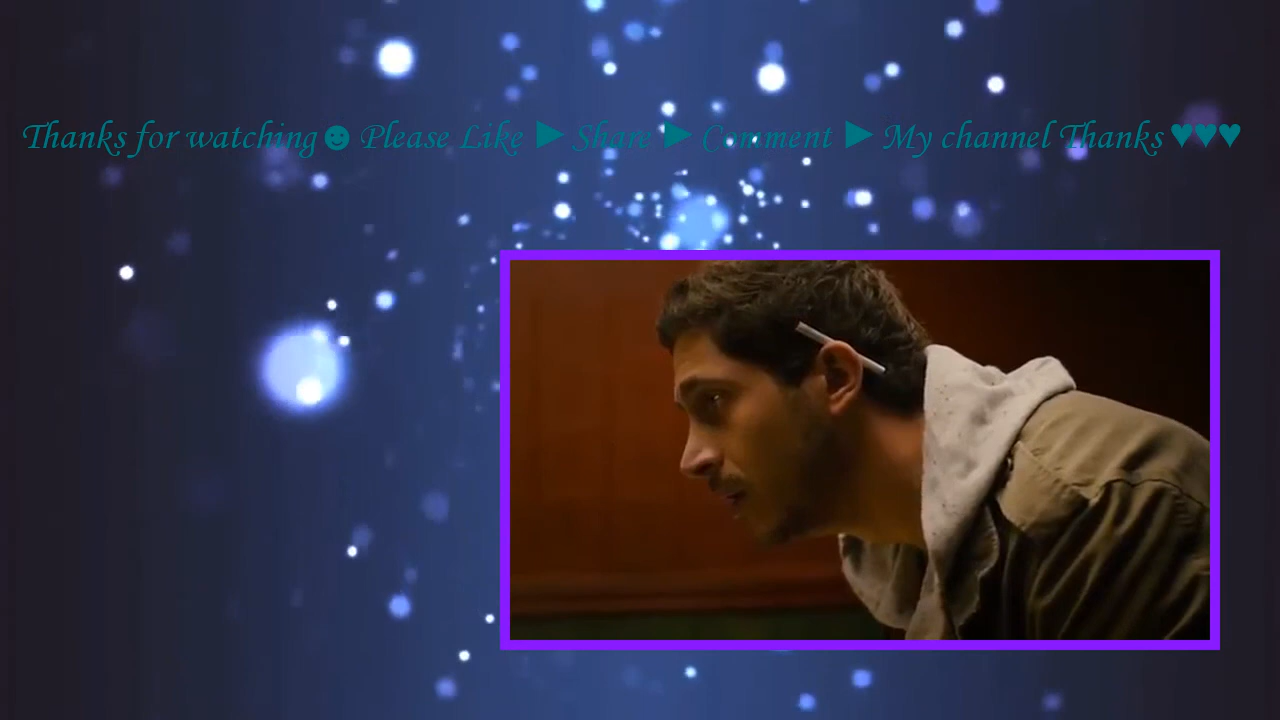 Thanks for watching☻Please Like ► Share ► Comment ► My channel Thanks ♥♥♥